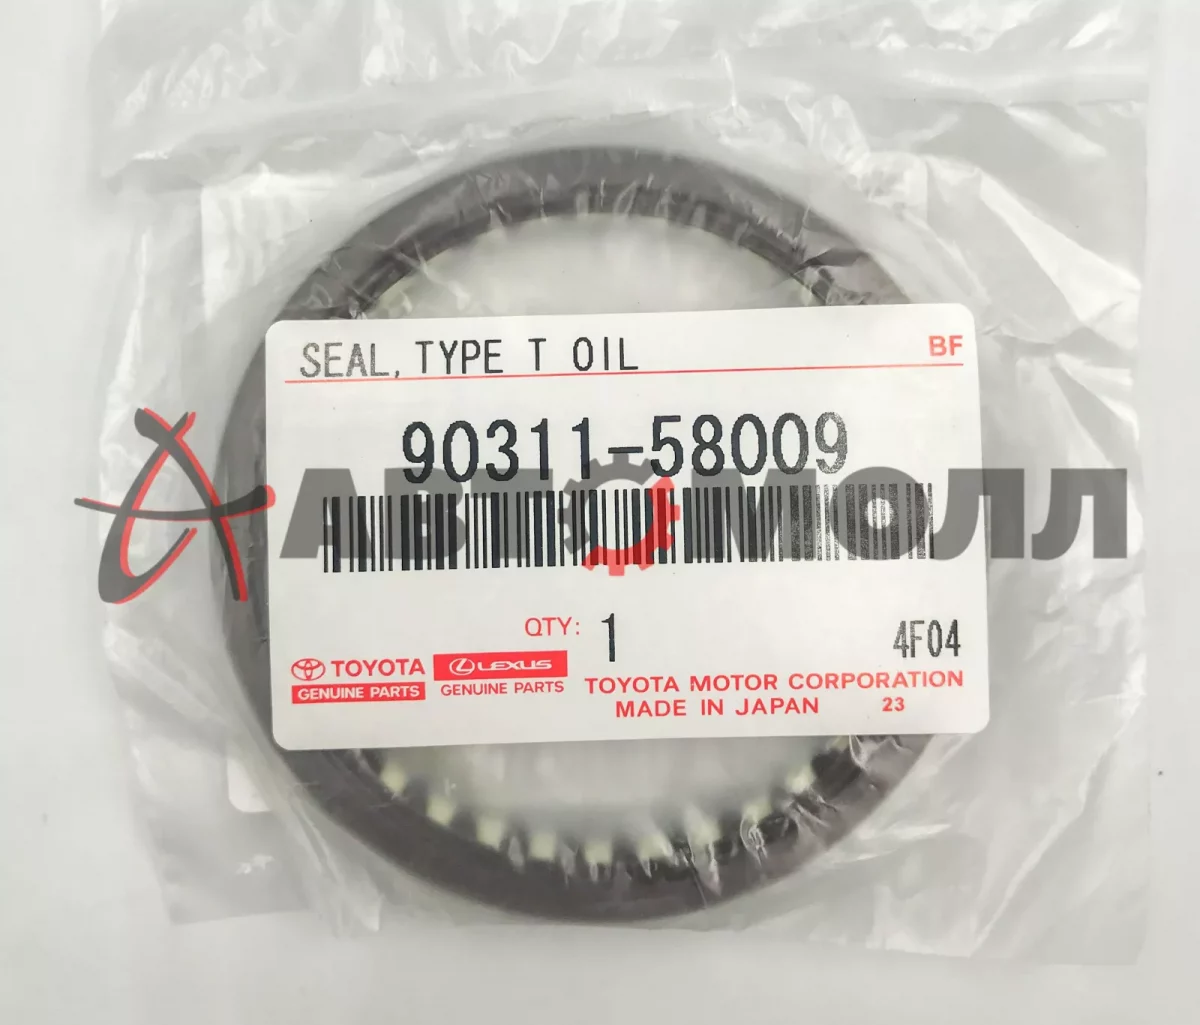 SEAL, TYPE T OIL
BF
90311-58009
АВТОМОЛЛ
QTY: 1
4F04
TOYOTA
GENUINE PARTS
LEXUS
GENUINE PARTS
TOYOTA MOTOR CORPORATION
MADE IN JAPAN 23